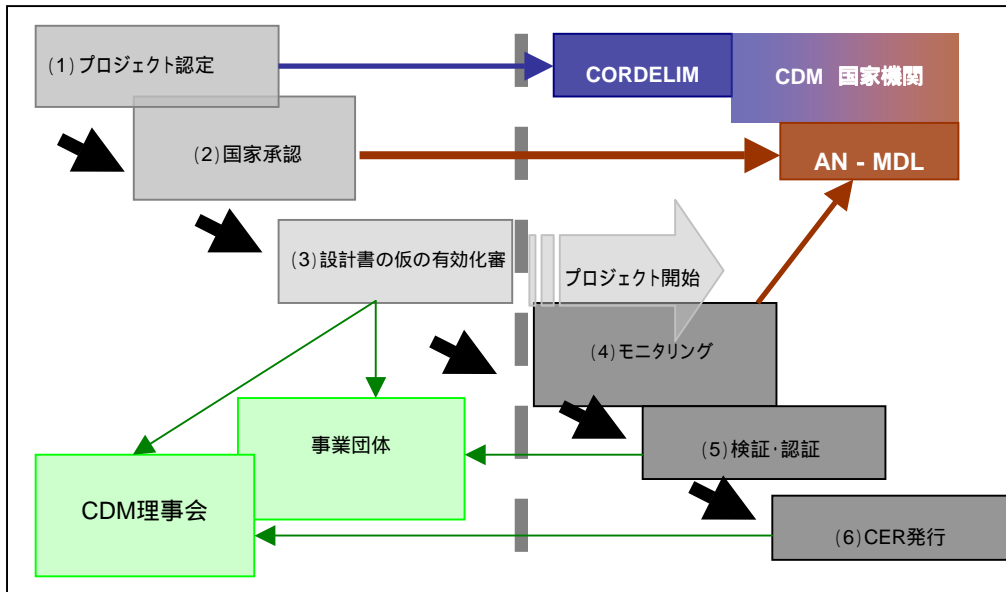 (1)プロジェクト認定
CORDELIM
CDM 国家機関
(2)国家承認
AN - MDL
(3)設計書の仮の有効化審
プロジェクト開始
(4)モニタリング
事業団体
(5)検証･認証
CDM理事会
(6)CER発行